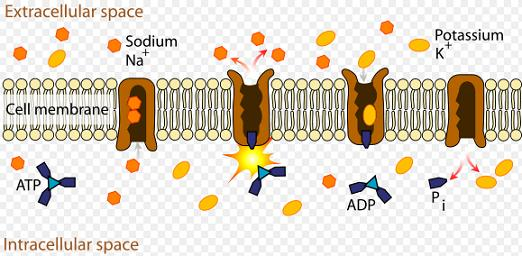 Extracellular space
Sodium
Na+
Potassium
K+
Cell membrane
ATP
ADP
Pi
Intracellular space